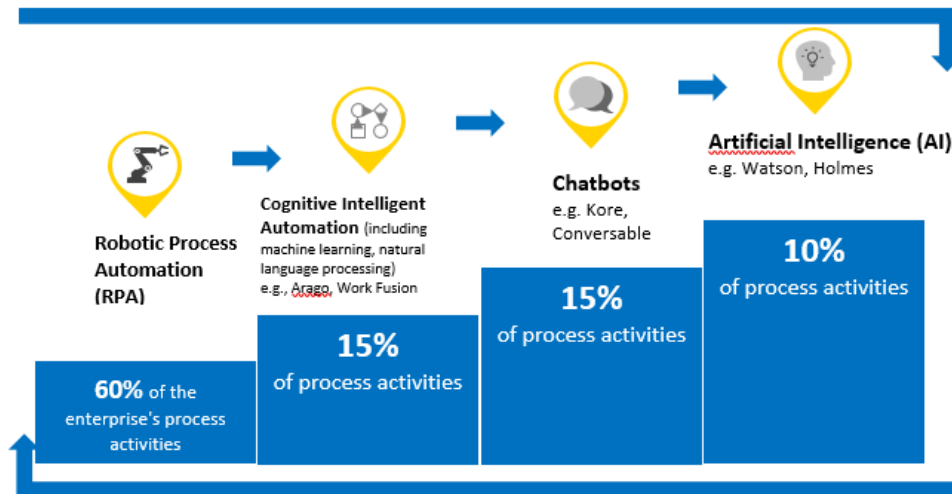 Robotic Process
Automation
(RPA)
60% of the
enterprise's process
activities
Cognitive Intelligent
Automation (including
machine learning, natural
language processing)
e.g., Arago, Work Fusion
15%
of process activities
Chatbots
e.g. Kore,
Conversable
15%
of process activities
Artificial Intelligence (AI)
e.g. Watson, Holmes
10%
of process activities